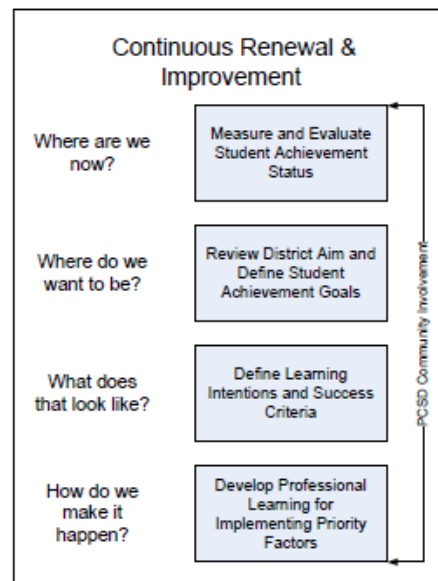 Continuous Renewal &
Improvement
Where are we
now?
Measure and Evaluate
Student Achievement
Status
Where do we
want to be?
Review District Aim and
Define Student
Achievement Goals
What does
that look like?
Define Learning
Intentions and Success
Criteria
How do we
make it
happen?
Develop Professional
Learning for
Implementing Priority
Factors
PCSD Community Involvement